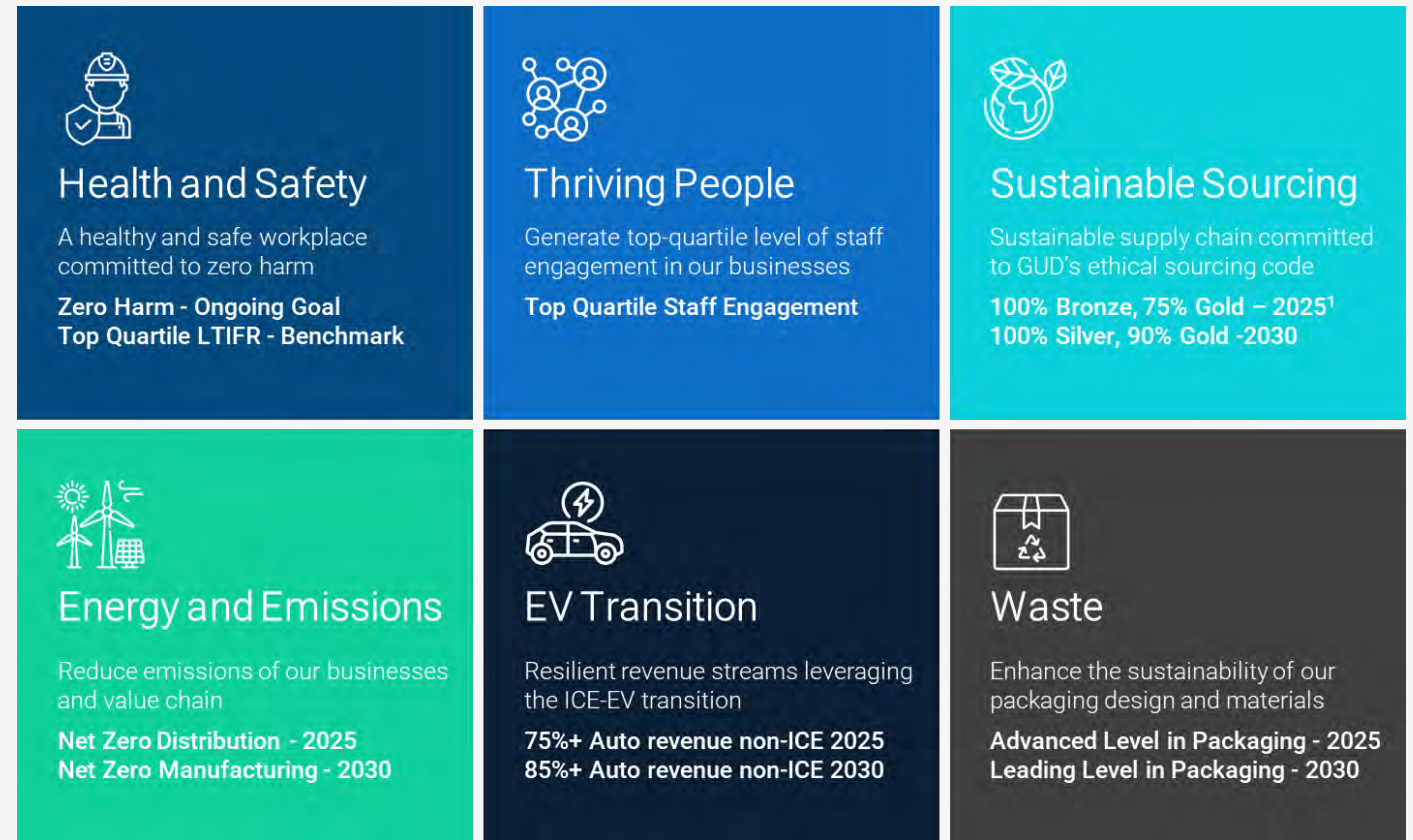 Health and Safety
A healthy and safe workplace
committed to zero harm
Zero Harm - Ongoing Goal
Top Quartile LTIFR - Benchmark
Thriving People
Generate top-quartile level of staff
engagement in our businesses
Top Quartile Staff Engagement
Sustainable Sourcing
Sustainable supply chain committed
to GUD’s ethical sourcing code
100% Bronze, 75% Gold – 2025¹
100% Silver, 90% Gold -2030
Energy and Emissions
Reduce emissions of our businesses
and value chain
Net Zero Distribution - 2025
Net Zero Manufacturing - 2030
EV Transition
Resilient revenue streams leveraging
the ICE-EV transition
75%+ Auto revenue non-ICE 2025
85%+ Auto revenue non-ICE 2030
Waste
Enhance the sustainability of our
packaging design and materials
Advanced Level in Packaging - 2025
Leading Level in Packaging - 2030